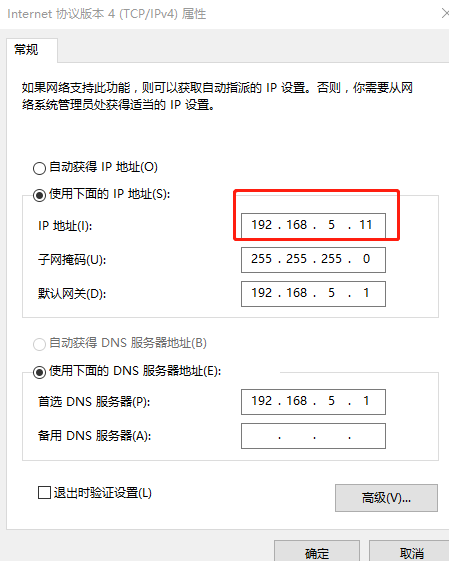 Internet 协议版本 4 (TCP/IPv4) 属性
常规
如果网络支持此功能，则可以获取自动指派的 IP 设置。否则，你需要从网
络系统管理员处获得适当的 IP 设置。
自动获得 IP 地址(O)
使用下面的 IP 地址(S):
IP 地址(I): 192 . 168 . 5 . 11
子网掩码(U): 255 . 255 . 255 . 0
默认网关(D): 192 . 168 . 5 . 1
自动获得 DNS 服务器地址(B)
使用下面的 DNS 服务器地址(E):
首选 DNS 服务器(P): 192 . 168 . 5 . 1
备用 DNS 服务器(A): . . .
退出时验证设置(L)
高级(V)...
确定 取消